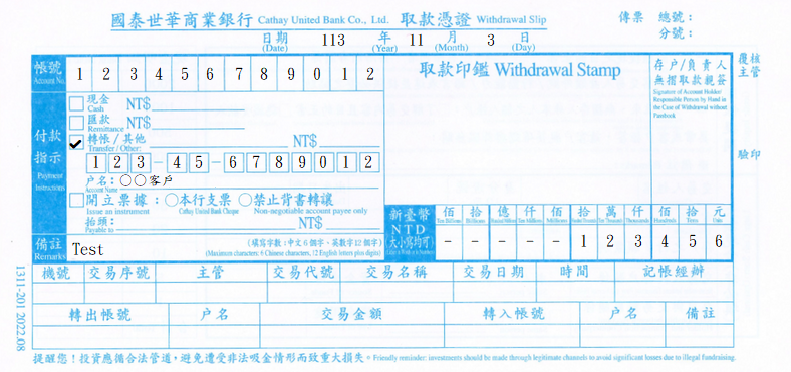 國泰世華商業銀行 Cathay United Bank Co., Ltd. 取款憑證 Withdrawal Slip
傳票 總號：
分號：
日期 113 年 11 月 3 日
(Date) (Year) (Month) (Day)
帳號 Account No. 1 2 3 4 5 6 7 8 9 0 1 2
取款印鑑 Withdrawal Stamp
存戶/負責人
無摺取款親簽
Signature of Account Holder/
Responsible Person by Hand in
the Case of Withdrawal without
Passbook
覆核
主管
驗印
付款指示
Payment Instructions
現金 NT$
Cash
匯款 NT$
Remittance
✓ 轉帳/其他 NT$
Transfer / Other:
1 2 3 - 4 5 - 6 7 8 9 0 1 2
戶名：○○客戶
Account Name
開立票據：○本行支票 ○禁止背書轉讓
Issue an instrument Cathay United Bank Cheque Non-negotiable account payee only
抬頭： NT$
Payable to
新臺幣
NTD
(大小寫均可)
佰 拾 億 仟 佰 拾 萬 仟 佰 拾 元
- - - - - 1 2 3 4 5 6
備註 Remarks
Test
(填寫字數：中文6個字、英數字12個字)
(Maximum characters: 6 Chinese characters, 12 English letters plus digits)
機號 交易序號 主管 交易代號 交易名稱 交易日期 時間 記帳經辦
轉出帳號 戶名 交易金額 轉入帳號 戶名 備註
1311-201 2022.08
提醒您！投資應循合法管道，避免遭受非法吸金情形而致重大損失。Friendly reminder: investments should be made through legitimate channels to avoid significant losses due to illegal fundraising.